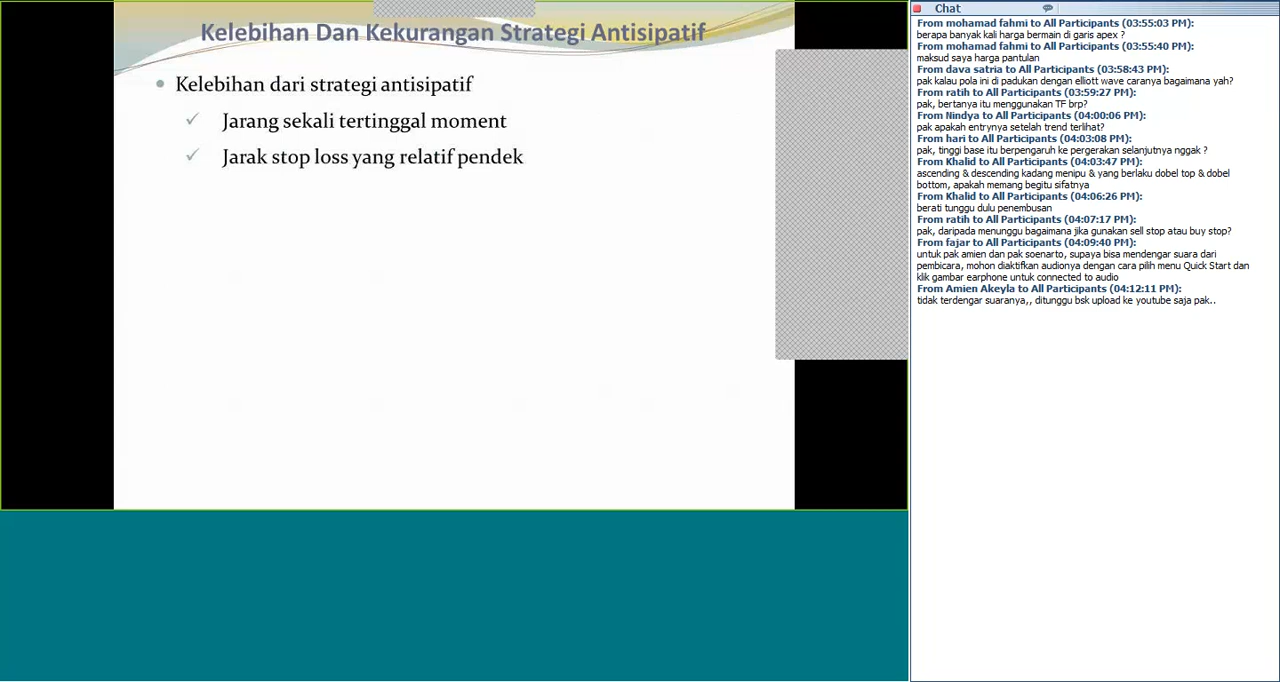 Kelebihan Dan Kekurangan Strategi Antisipatif
Kelebihan dari strategi antisipatif
Jarang sekali tertinggal moment
Jarak stop loss yang relatif pendek
Chat
From mohamad fahmi to All Participants (03:55:03 PM):
berapa banyak kali harga bermain di garis apex ?
From mohamad fahmi to All Participants (03:55:40 PM):
maksud saya harga pantulan
From dava satria to All Participants (03:58:43 PM):
pak kalau pola ini di padukan dengan elliott wave caranya bagaimana yah?
From ratih to All Participants (03:59:27 PM):
pak, bertanya itu menggunakan TF brp?
From Nindya to All Participants (04:00:06 PM):
pak apakah entrynya setelah trend terlihat?
From hari to All Participants (04:03:08 PM):
pak, tinggi base itu berpengaruh ke pergerakan selanjutnya nggak ?
From Khalid to All Participants (04:03:47 PM):
ascending & descending kadang menipu & yang berlaku dobel top & dobel
bottom, apakah memang begitu sifatnya
From Khalid to All Participants (04:06:26 PM):
berati tunggu dulu penembusan
From ratih to All Participants (04:07:17 PM):
pak, daripada menunggu bagaimana jika gunakan sell stop atau buy stop?
From fajar to All Participants (04:09:40 PM):
untuk pak amien dan pak soenarto, supaya bisa mendengar suara dari
pembicara, mohon diaktifkan audionya dengan cara pilih menu Quick Start dan
klik gambar earphone untuk connected to audio
From Amien Akeyla to All Participants (04:12:11 PM):
tidak terdengar suaranya,, ditunggu bsk upload ke youtube saja pak..